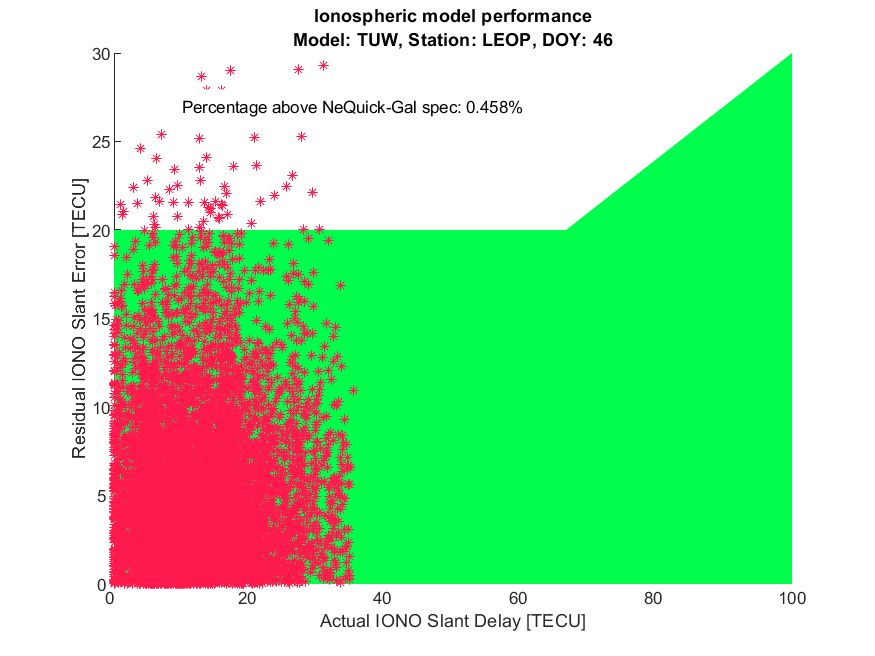 Ionospheric model performance
Model: TUW, Station: LEOP, DOY: 46
Percentage above NeQuick-Gal spec: 0.458%
Residual IONO Slant Error [TECU]
30
25
20
15
10
5
0
0 20 40 60 80 100
Actual IONO Slant Delay [TECU]